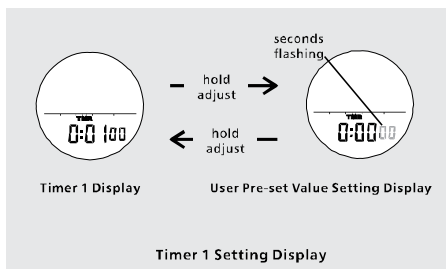 seconds
flashing
hold
adjust
TMR
0:01 00
TMR
0:00 00
hold
adjust
Timer 1 Display
User Pre-set Value Setting Display
Timer 1 Setting Display